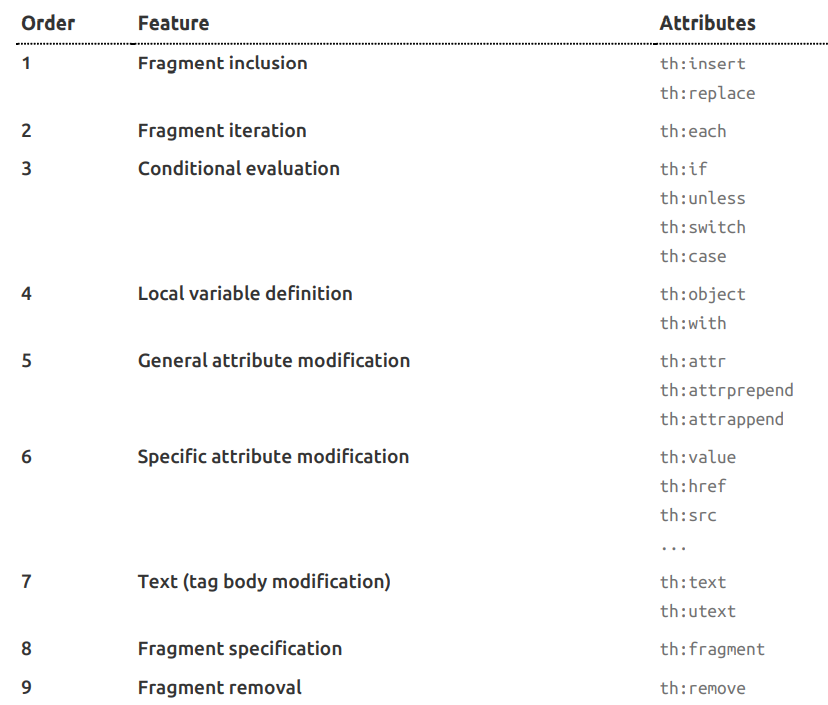 Order Feature Attributes
1 Fragment inclusion th:insert
th:replace
2 Fragment iteration th:each
3 Conditional evaluation th:if
th:unless
th:switch
th:case
4 Local variable definition th:object
th:with
5 General attribute modification th:attr
th:attrprepend
th:attrappend
6 Specific attribute modification th:value
th:href
th:src
...
7 Text (tag body modification) th:text
th:utext
8 Fragment specification th:fragment
9 Fragment removal th:remove